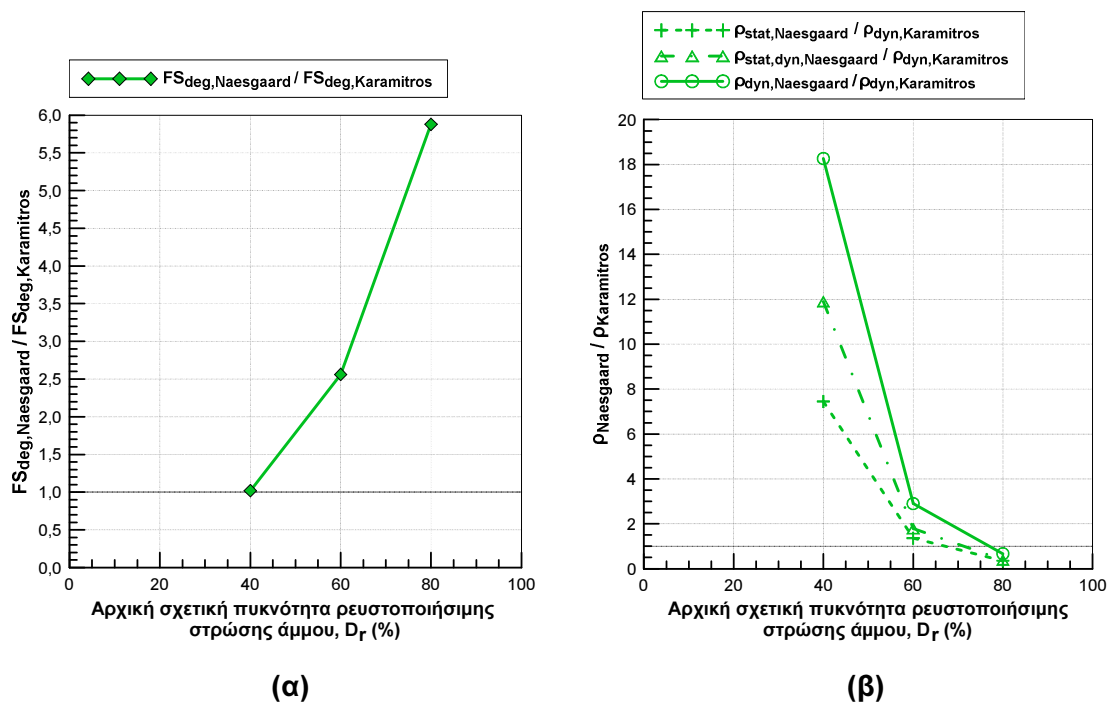 FSdeg,Naesgaard / FSdeg,Karamitros
6,0
5,5
5,0
4,5
4,0
3,5
3,0
2,5
2,0
1,5
1,0
0,5
0,0
FSdeg,Naesgaard / FSdeg,Karamitros
0 20 40 60 80 100
Αρχική σχετική πυκνότητα ρευστοποιήσιμης
στρώσης άμμου, Dr (%)
(α)
ρstat,Naesgaard / ρdyn,Karamitros
ρstat,dyn,Naesgaard / ρdyn,Karamitros
ρdyn,Naesgaard / ρdyn,Karamitros
20
18
16
14
12
10
8
6
4
2
0
ρNaesgaard / ρKaramitros
0 20 40 60 80 100
Αρχική σχετική πυκνότητα ρευστοποιήσιμης
στρώσης άμμου, Dr (%)
(β)